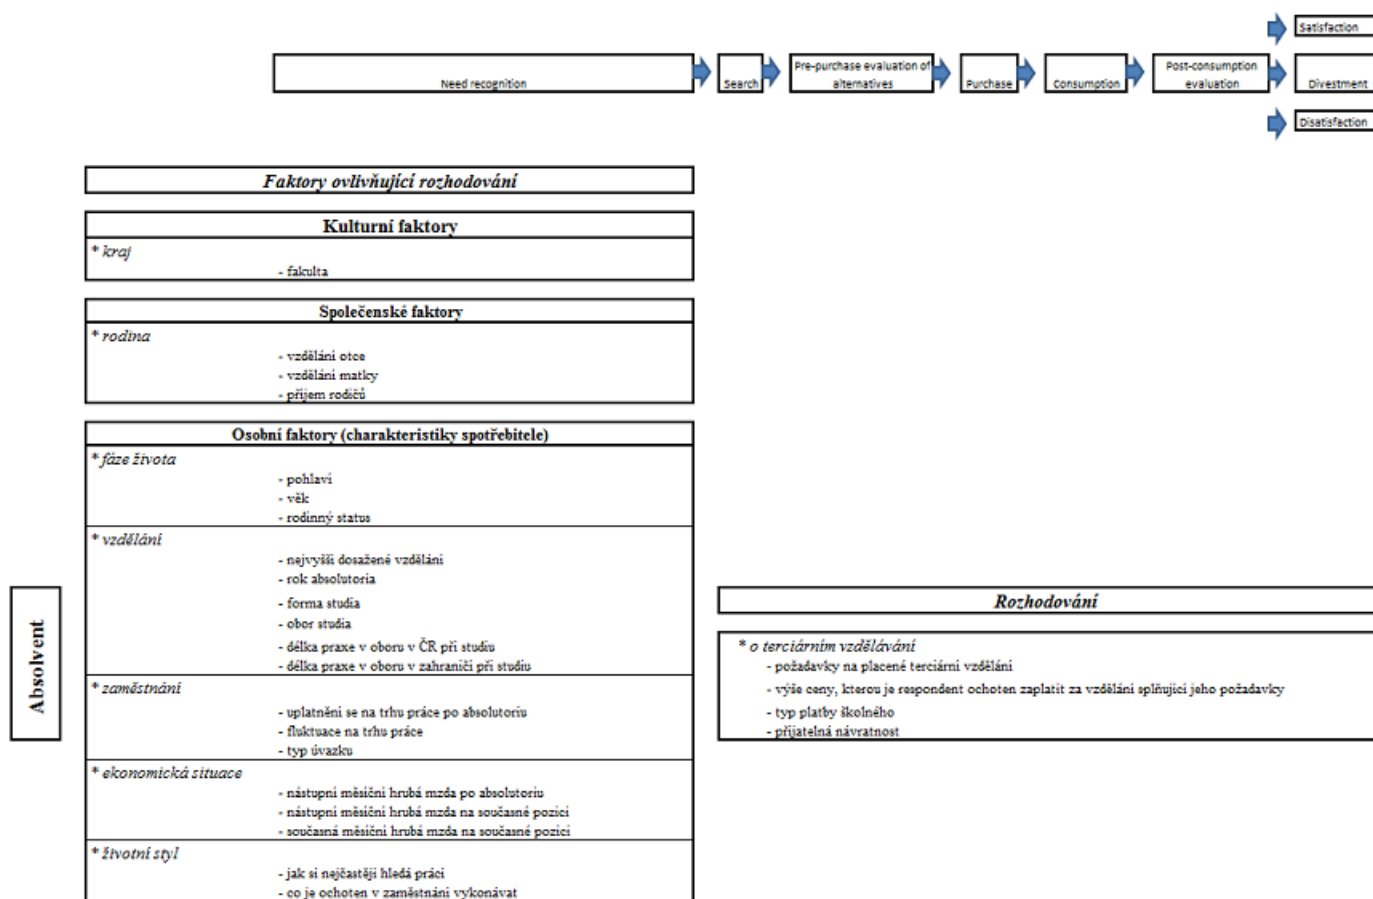 Satisfaction
Need recognition
Search
Pre-purchase evaluation of
alternatives
Purchase
Consumption
Post-consumption
evaluation
Divestment
Disatisfaction
Faktory ovlivňující rozhodování
Kulturní faktory
* kraj
- fakulta
Společenské faktory
* rodina
- vzdělání otce
- vzdělání matky
- příjem rodičů
Osobní faktory (charakteristiky spotřebitele)
* fáze života
- pohlaví
- věk
- rodinný status
* vzdělání
- nejvyšší dosažené vzdělání
- rok absolutoria
- forma studia
- obor studia
- délka praxe v oboru v ČR při studiu
- délka praxe v oboru v zahraničí při studiu
* zaměstnání
- uplatnění se na trhu práce po absolutoriu
- fluktuace na trhu práce
- typ úvazku
* ekonomická situace
- nástupní měsíční hrubá mzda po absolutoriu
- nástupní měsíční hrubá mzda na současné pozici
- současná měsíční hrubá mzda na současné pozici
* životní styl
- jak si nejčastěji hledá práci
- co je ochoten v zaměstnání vykonávat
Absolvent
Rozhodování
* o terciárním vzdělávání
- požadavky na placené terciární vzdělání
- výše ceny, kterou je respondent ochoten zaplatit za vzdělání splňující jeho požadavky
- typ platby školného
- přijatelná návratnost